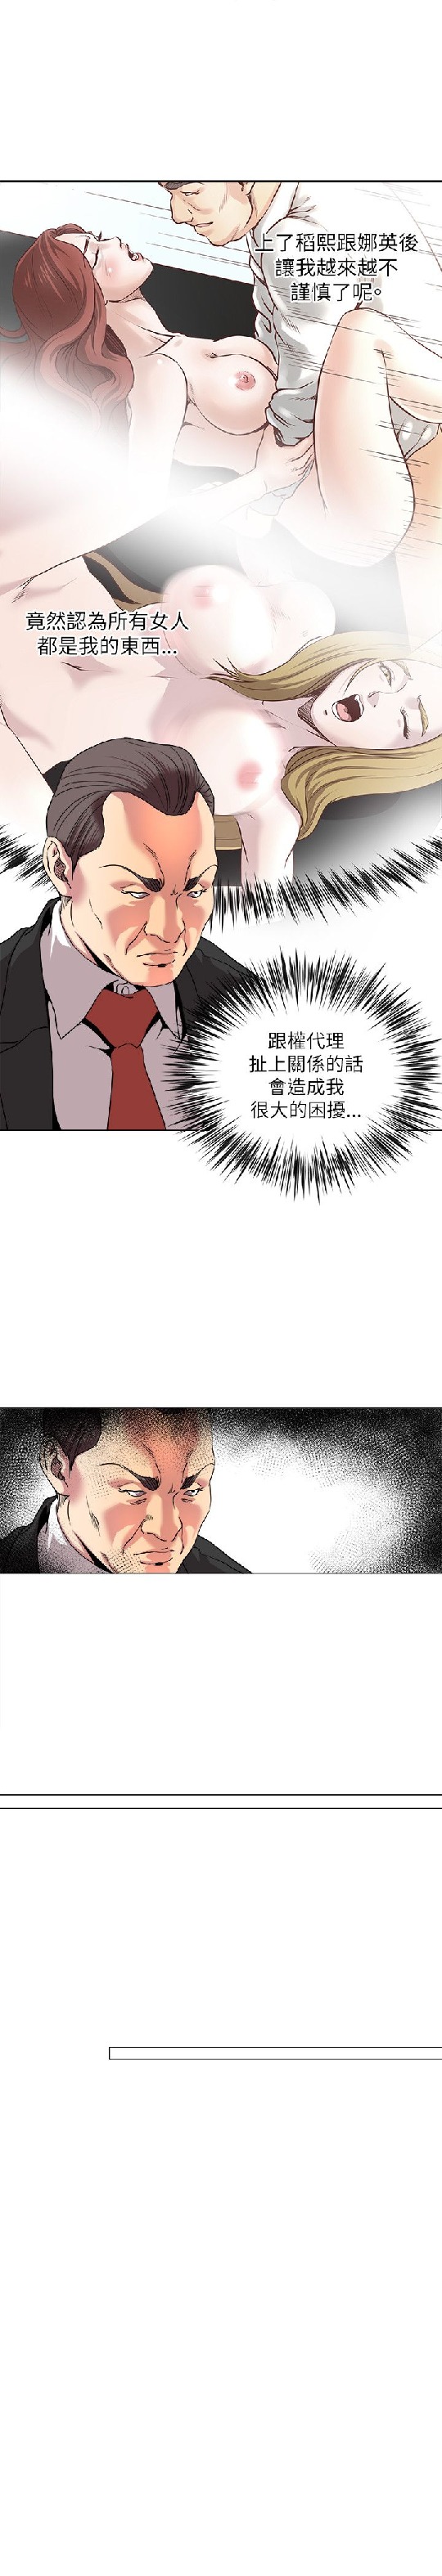 上了稻熙跟娜英後
讓我越來越不
謹慎了呢。
竟然認為所有女人
都是我的東西...
跟權代理
扯上關係的話
會造成我
很大的困擾...